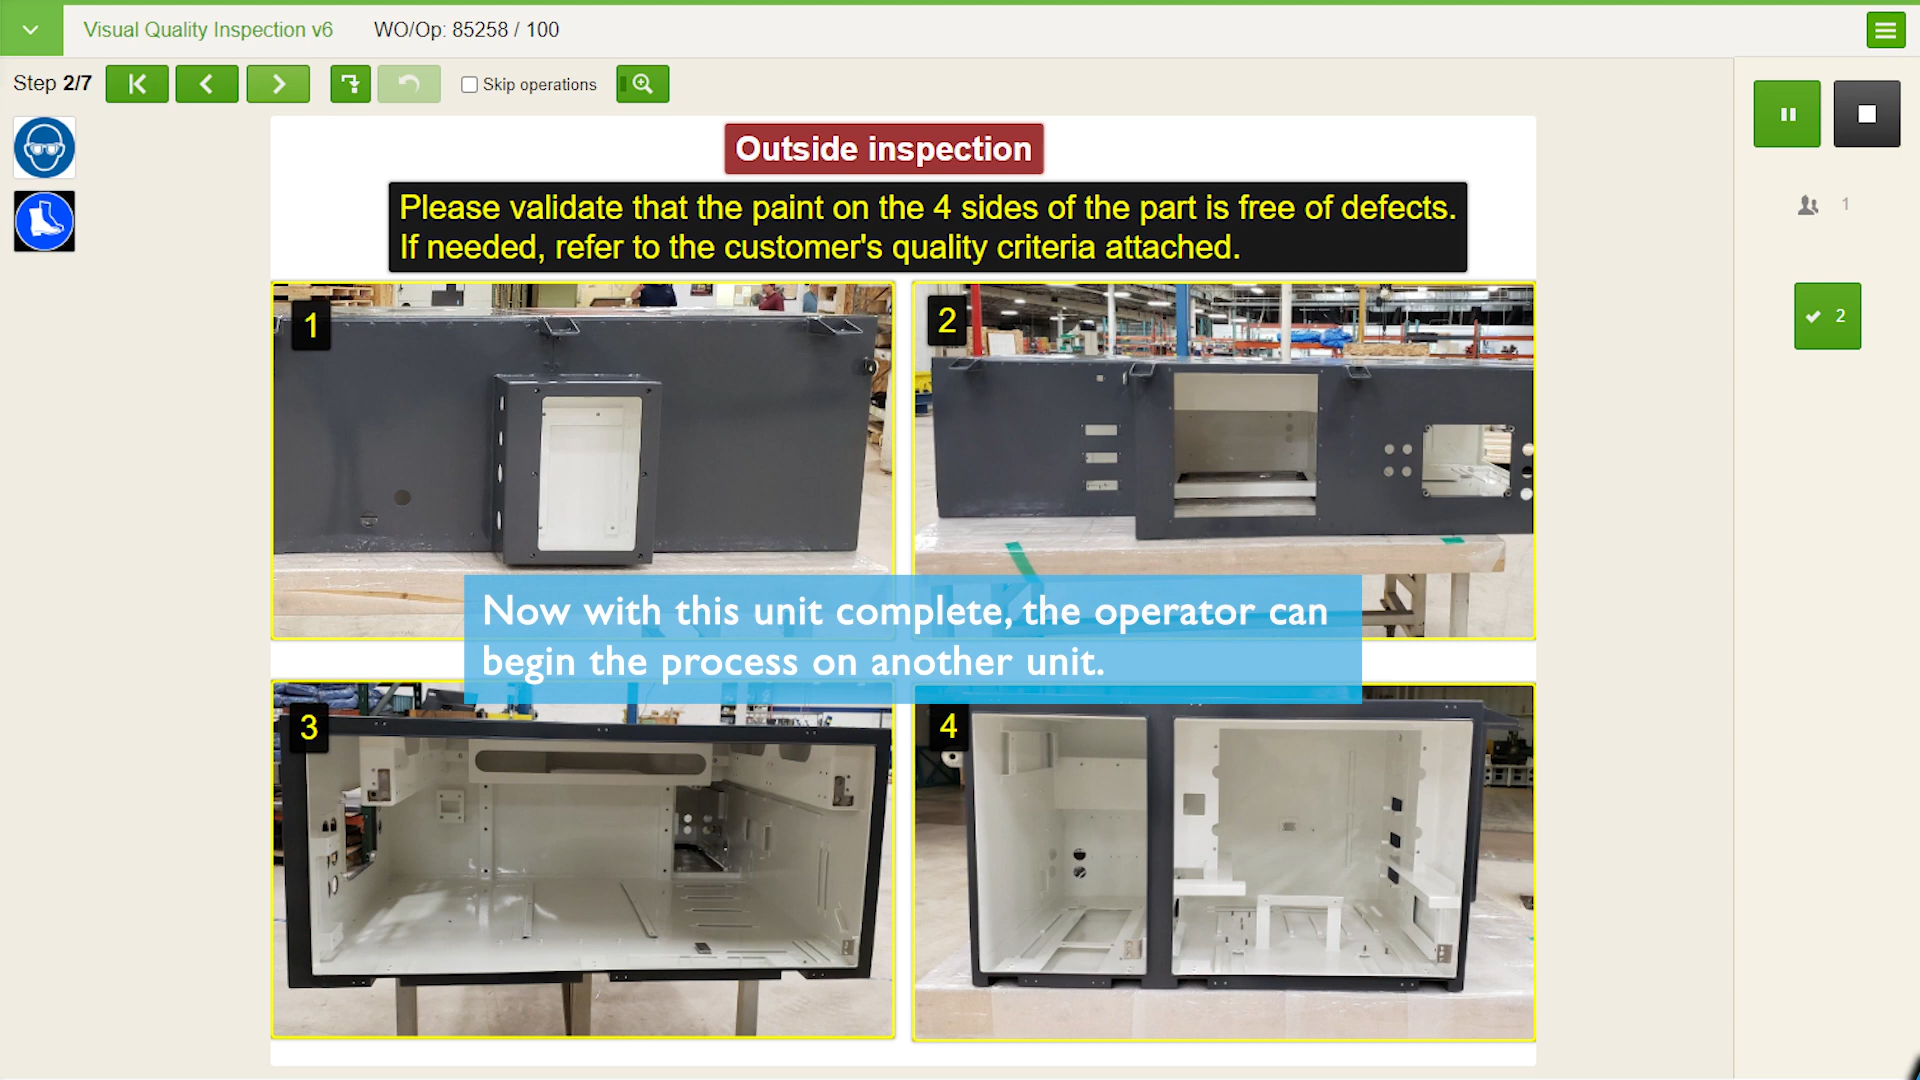 Visual Quality Inspection v6
WO/Op: 85258 / 100
Step 2/7
Skip operations
1
2
Outside inspection
Please validate that the paint on the 4 sides of the part is free of defects.
If needed, refer to the customer's quality criteria attached.
1
2
Now with this unit complete, the operator can
begin the process on another unit.
3
4